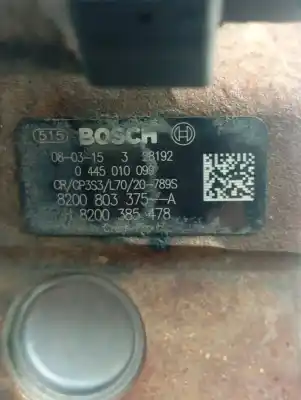 515 BOSCH
08-03-15 3 28192
0 445 010 099
CR/CP3S3/L70/20-789S
8200 803 375--A
H 8200 385 478